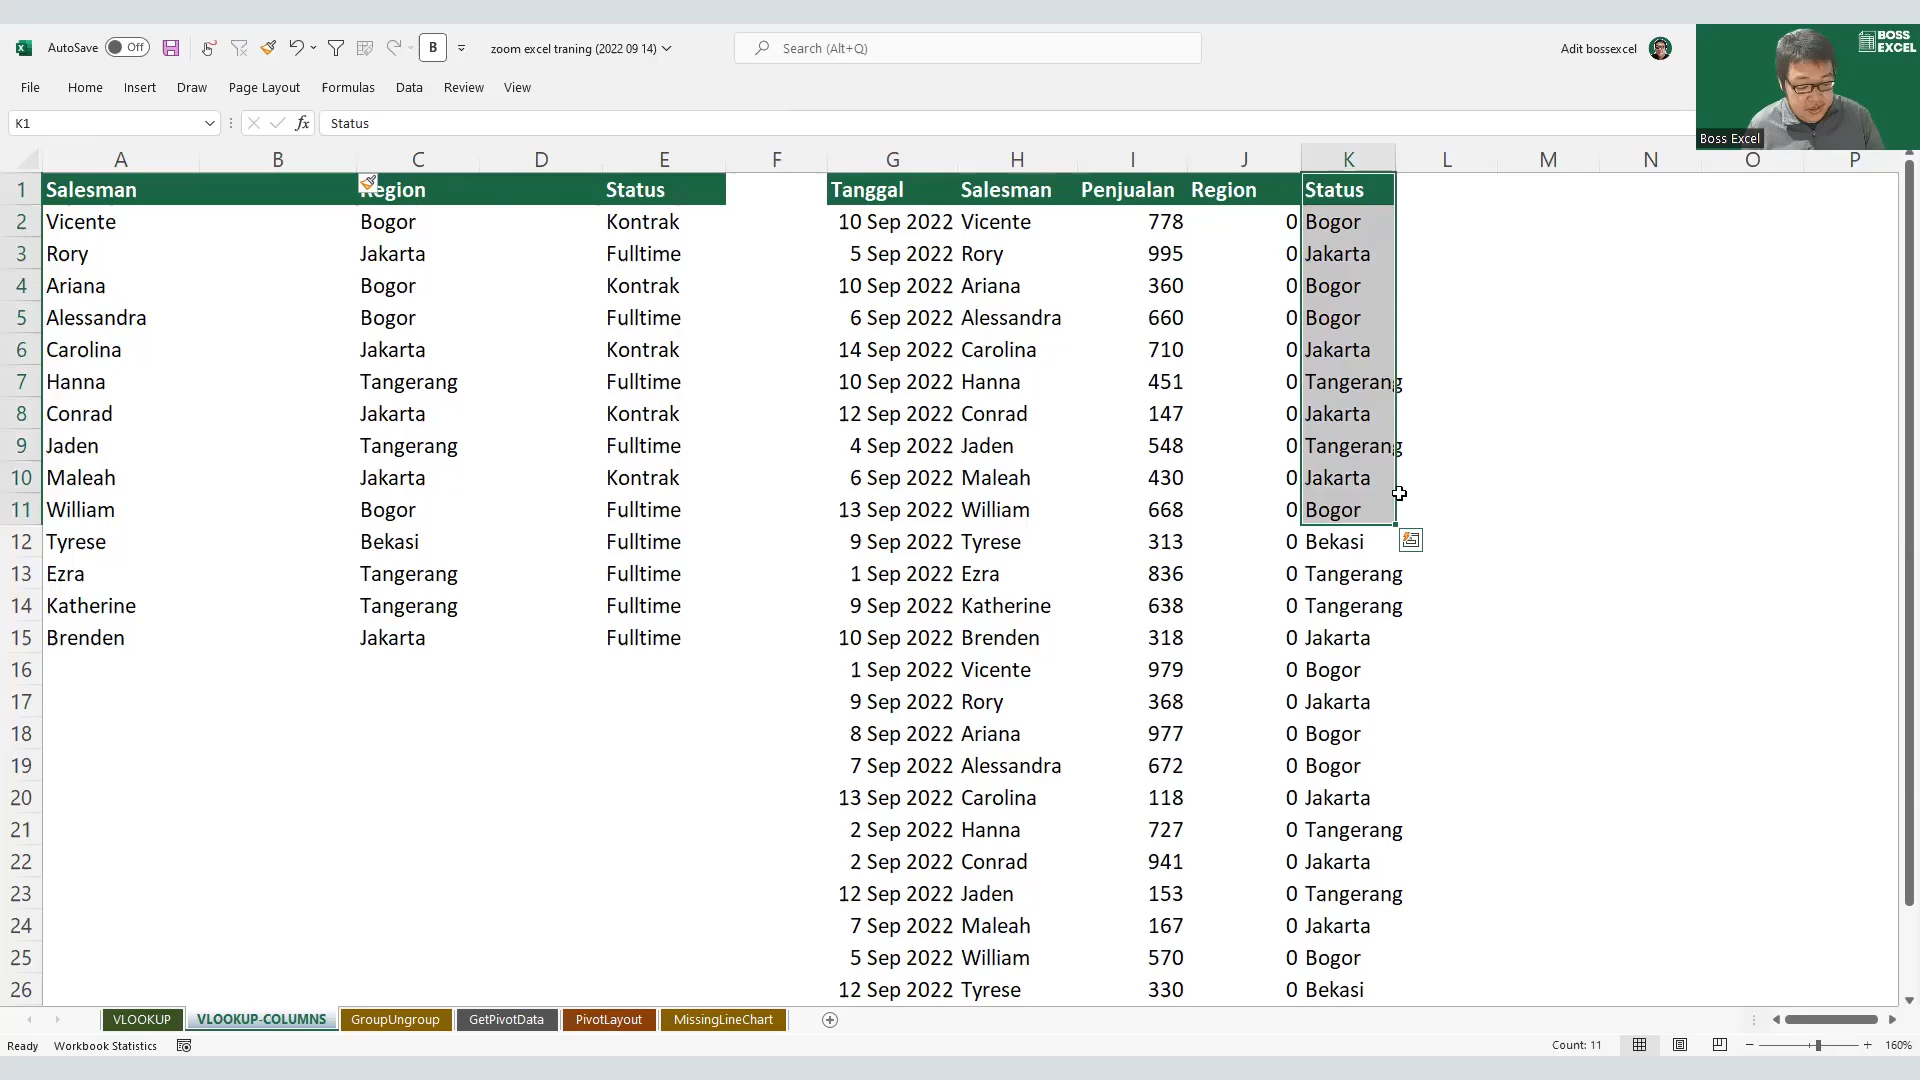 AutoSave Off B zoom excel traning (2022 09 14) Search (Alt+Q) Adit bossexcel BOSS EXCEL
File Home Insert Draw Page Layout Formulas Data Review View
K1 fx Status
Boss Excel
A B C D E F G H I J K L M N O P
1 Salesman Region Status Tanggal Salesman Penjualan Region Status
2 Vicente Bogor Kontrak 10 Sep 2022 Vicente 778 0 Bogor
3 Rory Jakarta Fulltime 5 Sep 2022 Rory 995 0 Jakarta
4 Ariana Bogor Kontrak 10 Sep 2022 Ariana 360 0 Bogor
5 Alessandra Bogor Fulltime 6 Sep 2022 Alessandra 660 0 Bogor
6 Carolina Jakarta Kontrak 14 Sep 2022 Carolina 710 0 Jakarta
7 Hanna Tangerang Fulltime 10 Sep 2022 Hanna 451 0 Tangerang
8 Conrad Jakarta Kontrak 12 Sep 2022 Conrad 147 0 Jakarta
9 Jaden Tangerang Fulltime 4 Sep 2022 Jaden 548 0 Tangerang
10 Maleah Jakarta Kontrak 6 Sep 2022 Maleah 430 0 Jakarta
11 William Bogor Fulltime 13 Sep 2022 William 668 0 Bogor
12 Tyrese Bekasi Fulltime 9 Sep 2022 Tyrese 313 0 Bekasi
13 Ezra Tangerang Fulltime 1 Sep 2022 Ezra 836 0 Tangerang
14 Katherine Tangerang Fulltime 9 Sep 2022 Katherine 638 0 Tangerang
15 Brenden Jakarta Fulltime 10 Sep 2022 Brenden 318 0 Jakarta
16 1 Sep 2022 Vicente 979 0 Bogor
17 9 Sep 2022 Rory 368 0 Jakarta
18 8 Sep 2022 Ariana 977 0 Bogor
19 7 Sep 2022 Alessandra 672 0 Bogor
20 13 Sep 2022 Carolina 118 0 Jakarta
21 2 Sep 2022 Hanna 727 0 Tangerang
22 2 Sep 2022 Conrad 941 0 Jakarta
23 12 Sep 2022 Jaden 153 0 Tangerang
24 7 Sep 2022 Maleah 167 0 Jakarta
25 5 Sep 2022 William 570 0 Bogor
26 12 Sep 2022 Tyrese 330 0 Bekasi
VLOOKUP VLOOKUP-COLUMNS GroupUngroup GetPivotData PivotLayout MissingLineChart
Ready Workbook Statistics Count: 11 160%